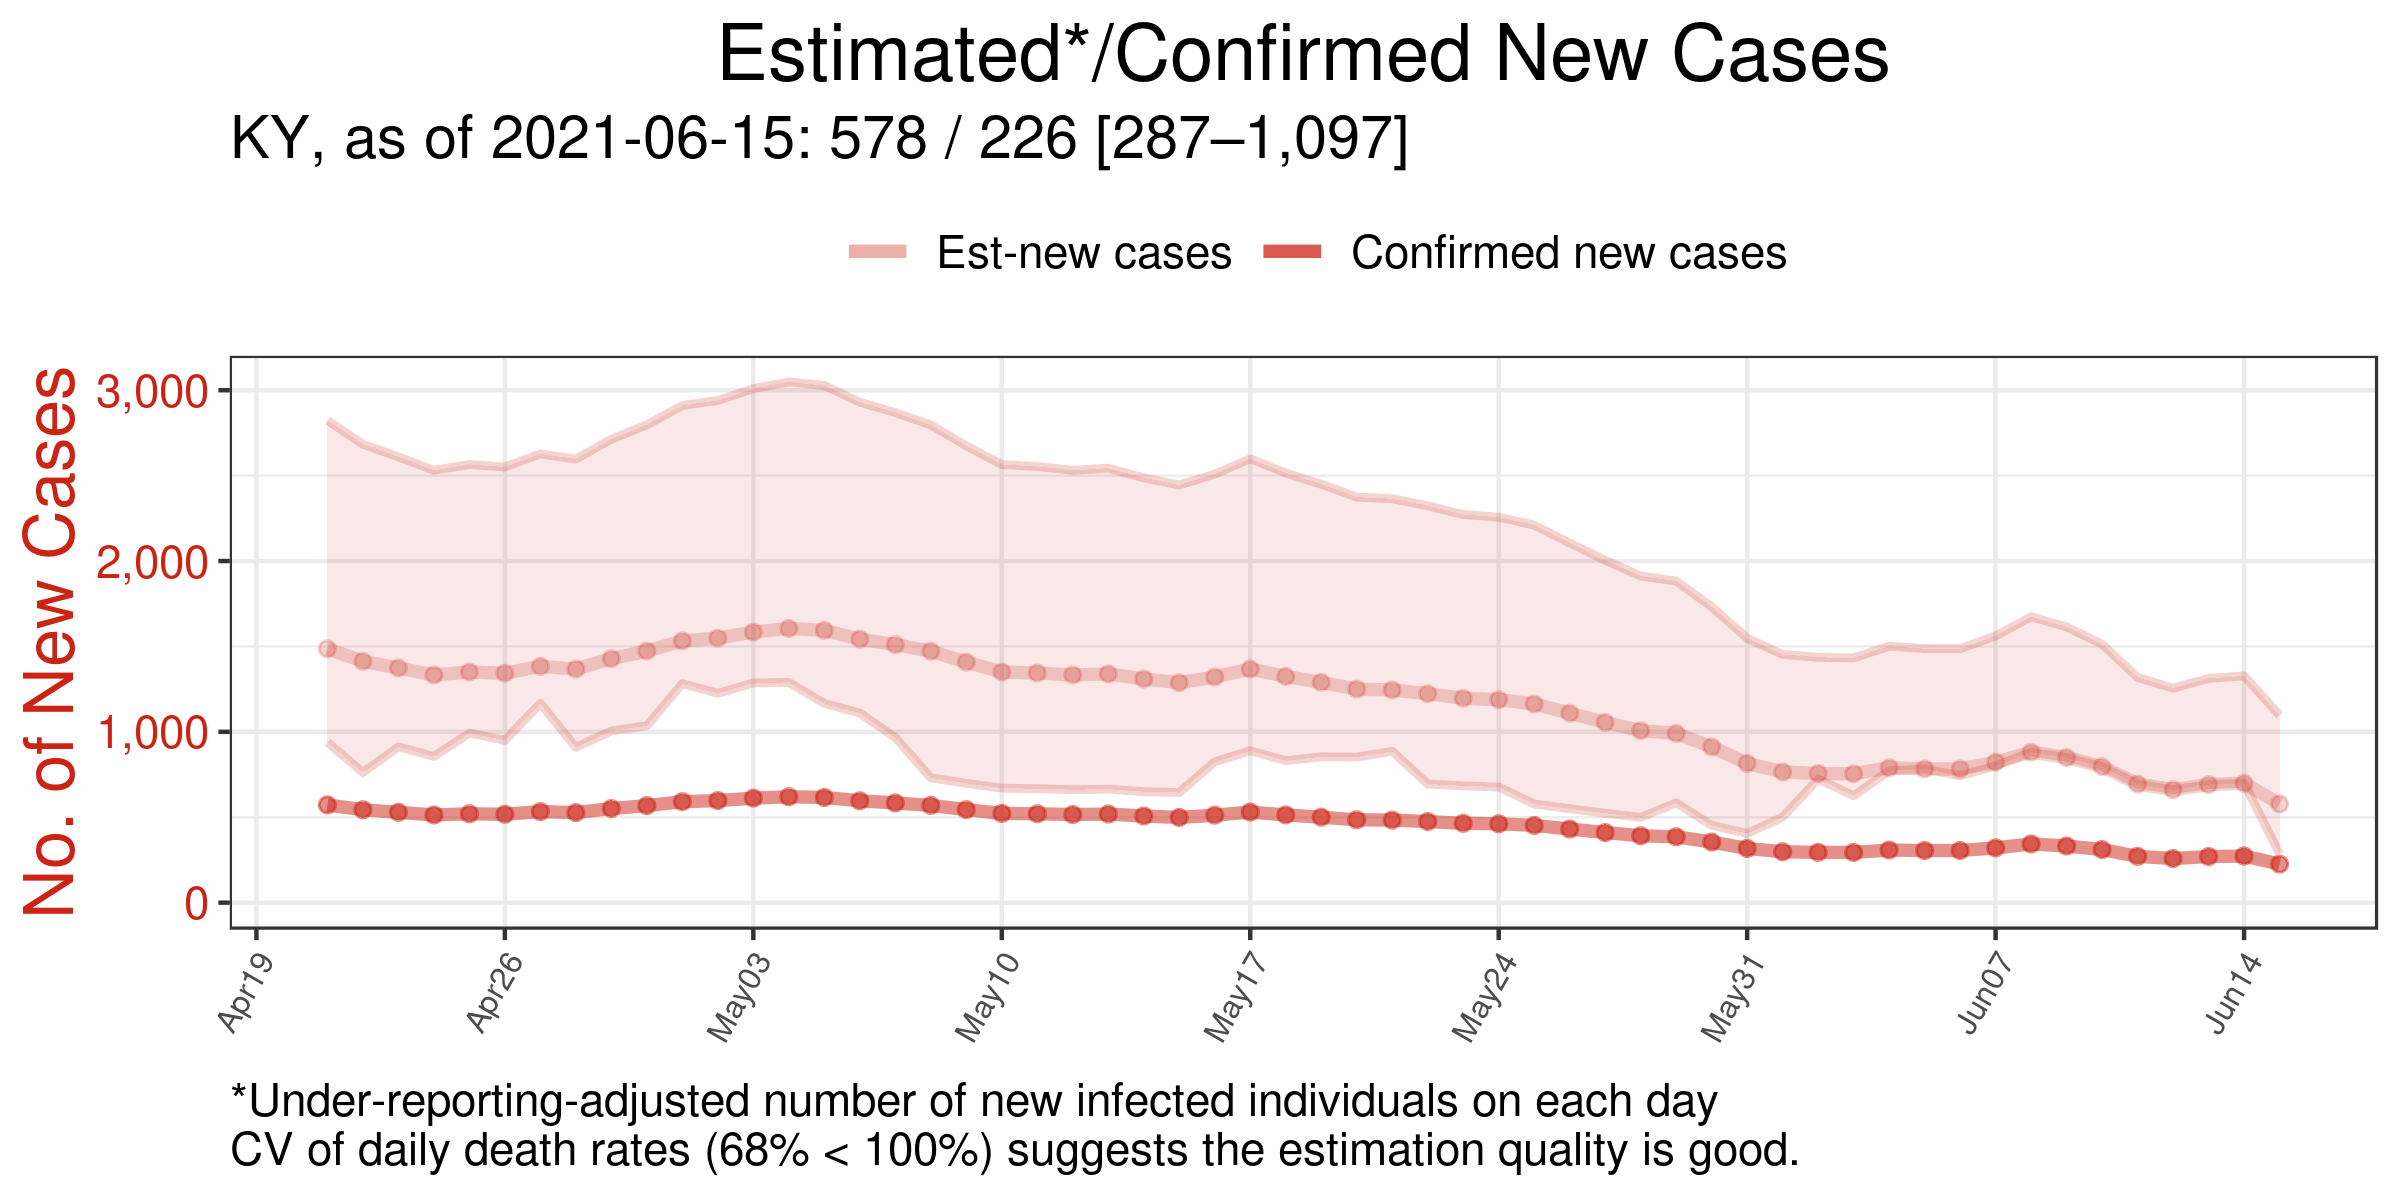 Estimated*/Confirmed New Cases
KY, as of 2021-06-15: 578 / 226 [287–1,097]
Est-new cases Confirmed new cases
No. of New Cases
3,000
2,000
1,000
0
Apr19 Apr26 May03 May10 May17 May24 May31 Jun07 Jun14
*Under-reporting-adjusted number of new infected individuals on each day
CV of daily death rates (68% < 100%) suggests the estimation quality is good.